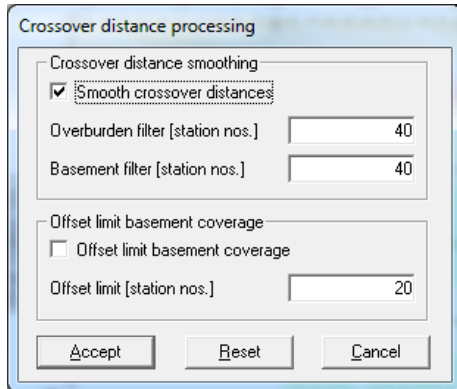 Crossover distance processing
Crossover distance smoothing
Smooth crossover distances
Overburden filter [station nos.] 40
Basement filter [station nos.] 40
Offset limit basement coverage
Offset limit basement coverage
Offset limit [station nos.] 20
Accept Reset Cancel